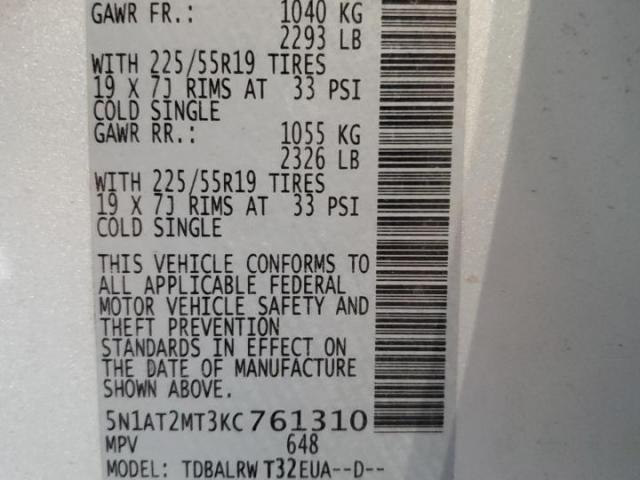 GAWR FR.: 1040 KG
2293 LB
WITH 225/55R19 TIRES
19 X 7J RIMS AT 33 PSI
COLD SINGLE
GAWR RR.: 1055 KG
2326 LB
WITH 225/55R19 TIRES
19 X 7J RIMS AT 33 PSI
COLD SINGLE
THIS VEHICLE CONFORMS TO
ALL APPLICABLE FEDERAL
MOTOR VEHICLE SAFETY AND
THEFT PREVENTION
STANDARDS IN EFFECT ON
THE DATE OF MANUFACTURE
SHOWN ABOVE.
5N1AT2MT3KC761310
MPV 648
MODEL: TDBALRW T32EUA--D--